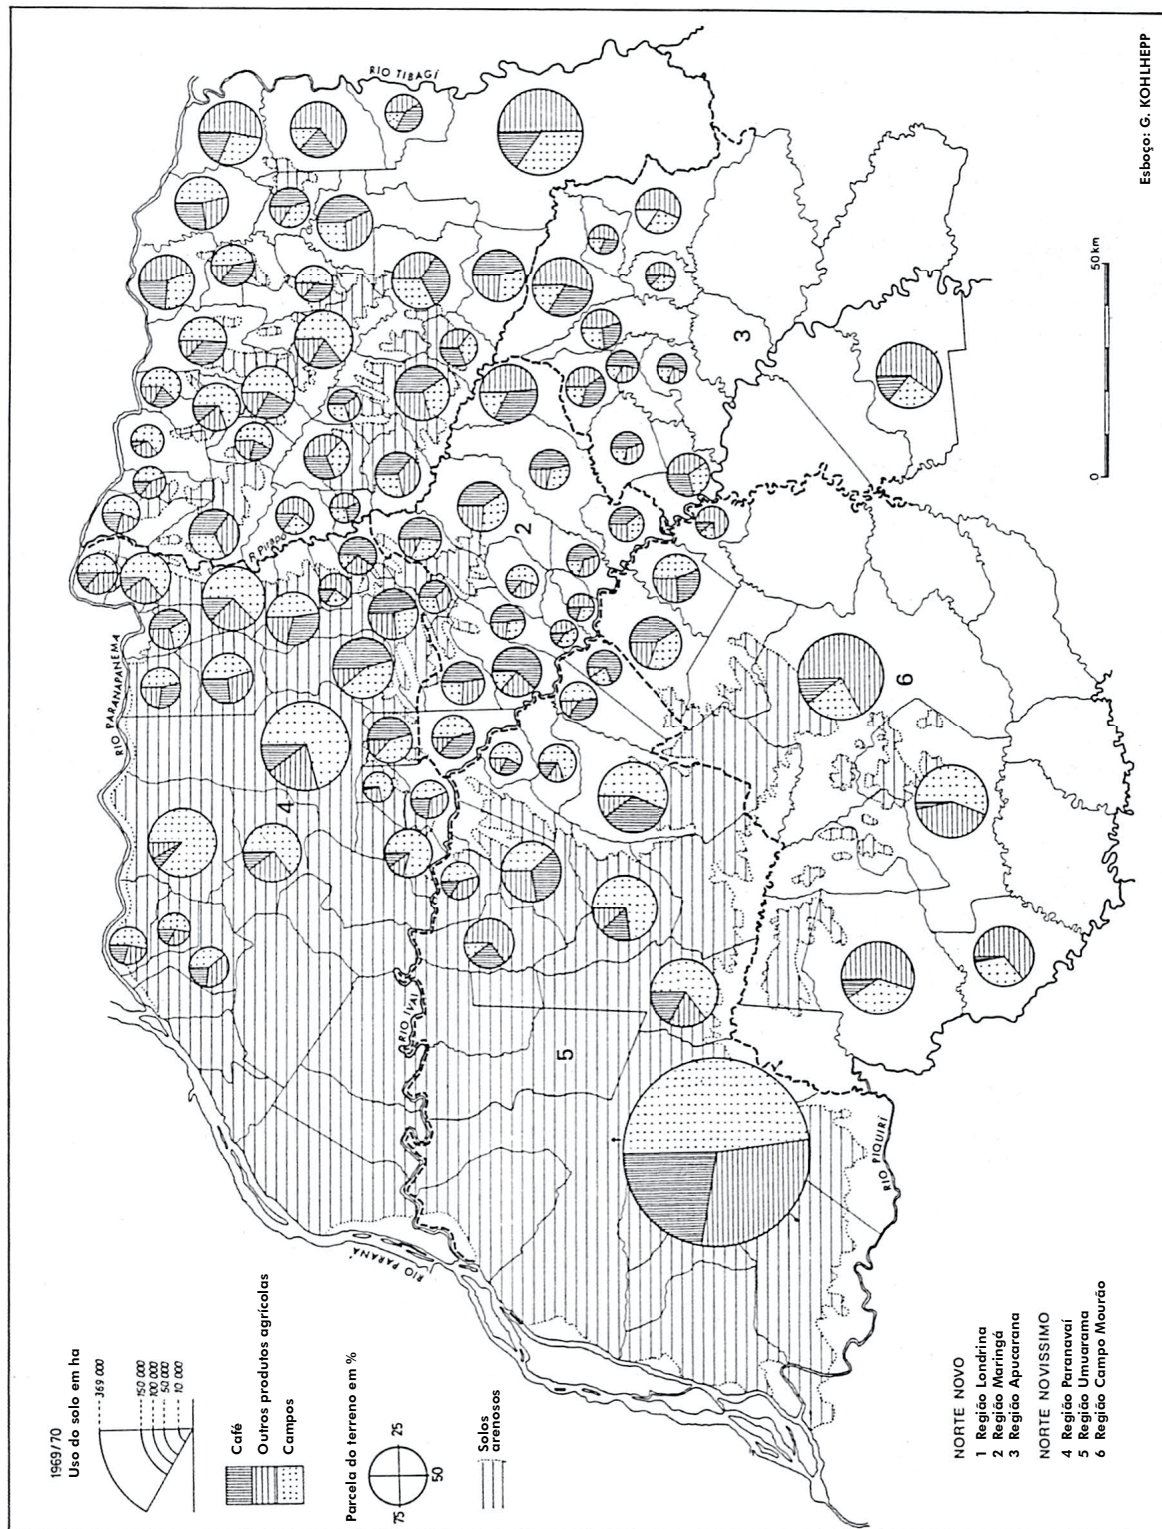 1969/70
Uso do solo em ha
369 000
150 000
100 000
50 000
10 000
Café
Outros produtos agrícolas
Campos
Parcela do terreno em %
25
50
75
Solos
arenosos
NORTE NOVO
1 Região Londrina
2 Região Maringá
3 Região Apucarana
NORTE NOVISSIMO
4 Região Paranavaí
5 Região Umuarama
6 Região Campo Mourão
RIO PARANÁ
RIO PARANAPANEMA
RIO TIBAGÍ
R. PIRAPÓ
RIO IVAÍ
RIO PIQUIRÍ
2
3
4
5
6
0
50 km
Esboço: G. KOHLHEPP